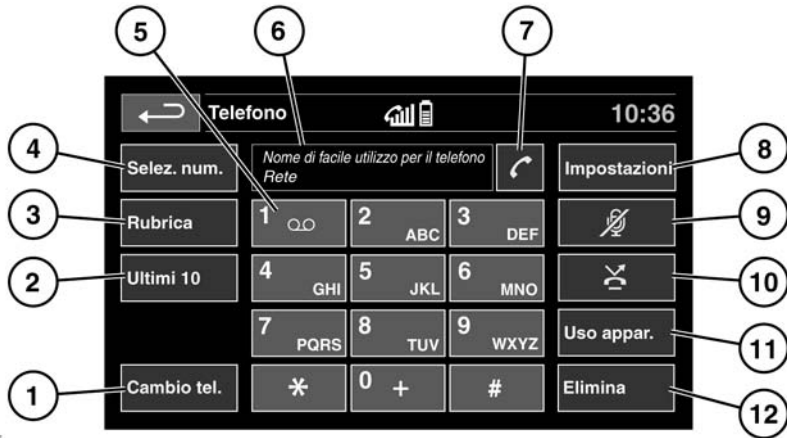 5
6
7
Telefono
10:36
4
Selez. num.
Nome di facile utilizzo per il telefono
Rete
Impostazioni
8
3
Rubrica
1
2 ABC
3 DEF
9
2
Ultimi 10
4 GHI
5 JKL
6 MNO
10
7 PQRS
8 TUV
9 WXYZ
Uso appar.
11
1
Cambio tel.
*
0 +
#
Elimina
12